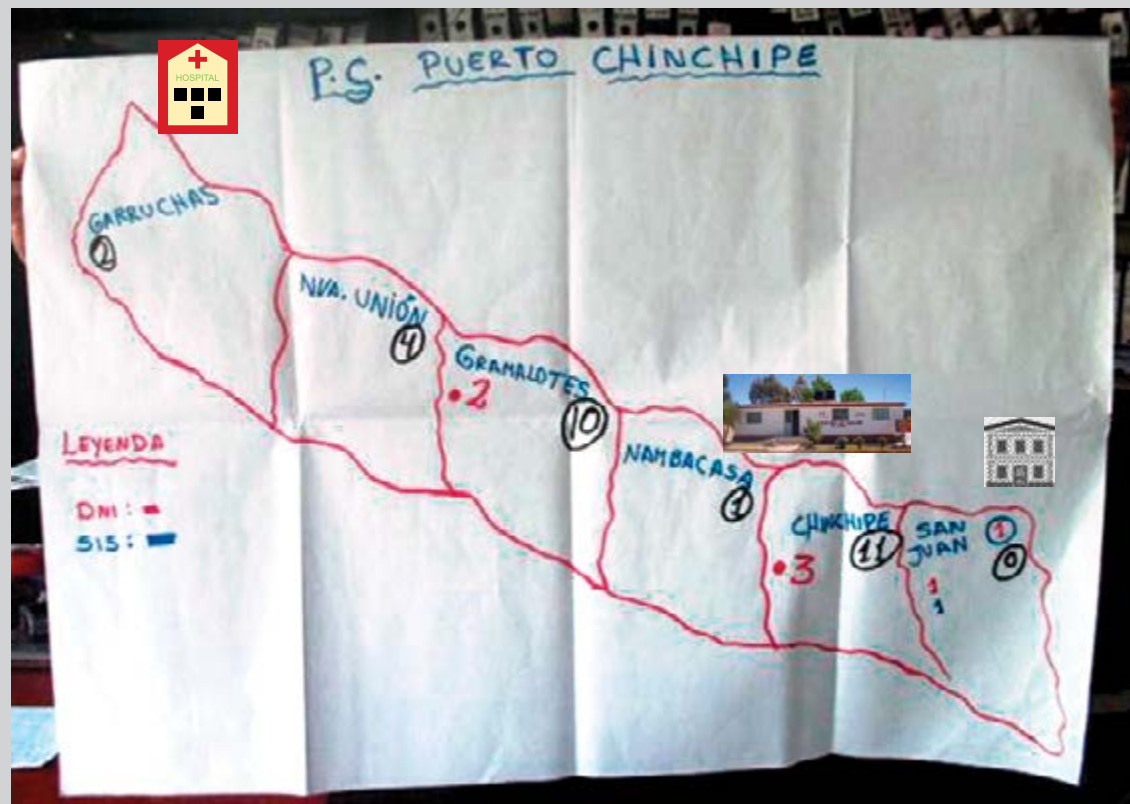 HOSPITAL
P.S. PUERTO CHINCHIPE
GARRUCHAS
2
NVA. UNIÓN
4
GRAMALOTES
2
10
NAMBACASA
1
CHINCHIPE
11
3
SAN JUAN
1
0
1
1
LEYENDA
DNI :
SIS :